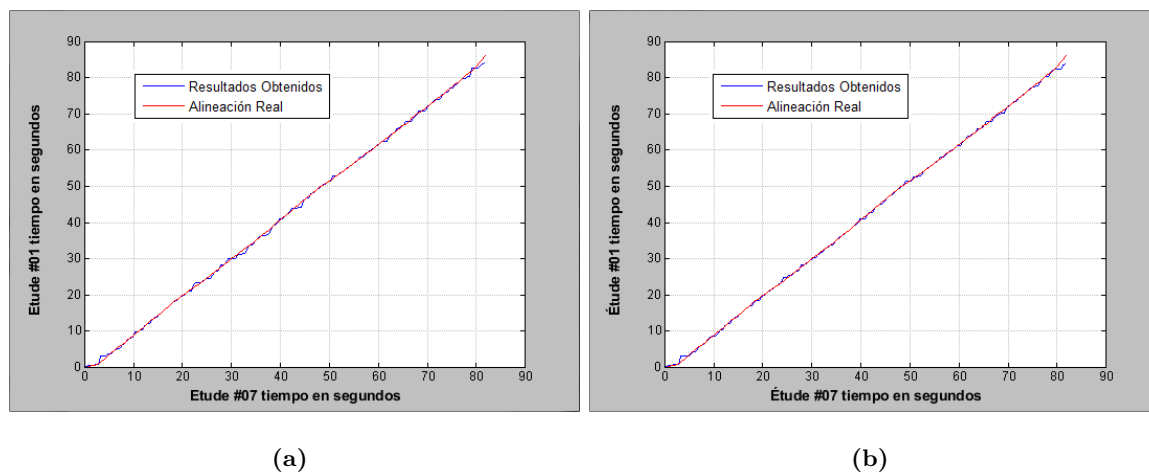 90
80
70
60
50
40
30
20
10
0
Etude #01 tiempo en segundos
Resultados Obtenidos
Alineación Real
0 10 20 30 40 50 60 70 80 90
Etude #07 tiempo en segundos
(a)
90
80
70
60
50
40
30
20
10
0
Étude #01 tiempo en segundos
Resultados Obtenidos
Alineación Real
0 10 20 30 40 50 60 70 80 90
Étude #07 tiempo en segundos
(b)